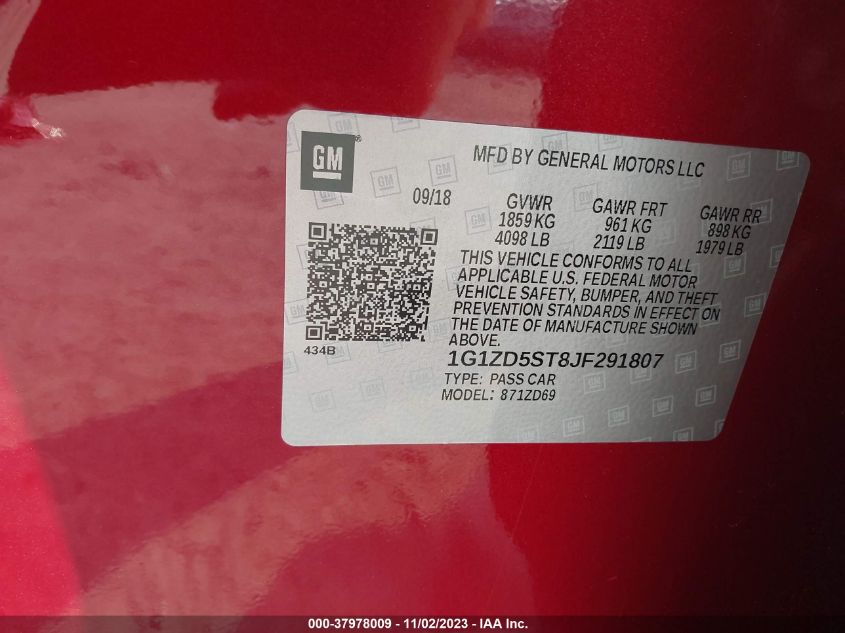 GM®
MFD BY GENERAL MOTORS LLC
09/18
GVWR
1859 KG
4098 LB
GAWR FRT
961 KG
2119 LB
GAWR RR
898 KG
1979 LB
THIS VEHICLE CONFORMS TO ALL
APPLICABLE U.S. FEDERAL MOTOR
VEHICLE SAFETY, BUMPER, AND THEFT
PREVENTION STANDARDS IN EFFECT ON
THE DATE OF MANUFACTURE SHOWN
ABOVE.
434B
1G1ZD5ST8JF291807
TYPE: PASS CAR
MODEL: 871ZD69
000-37978009 - 11/02/2023 - IAA Inc.